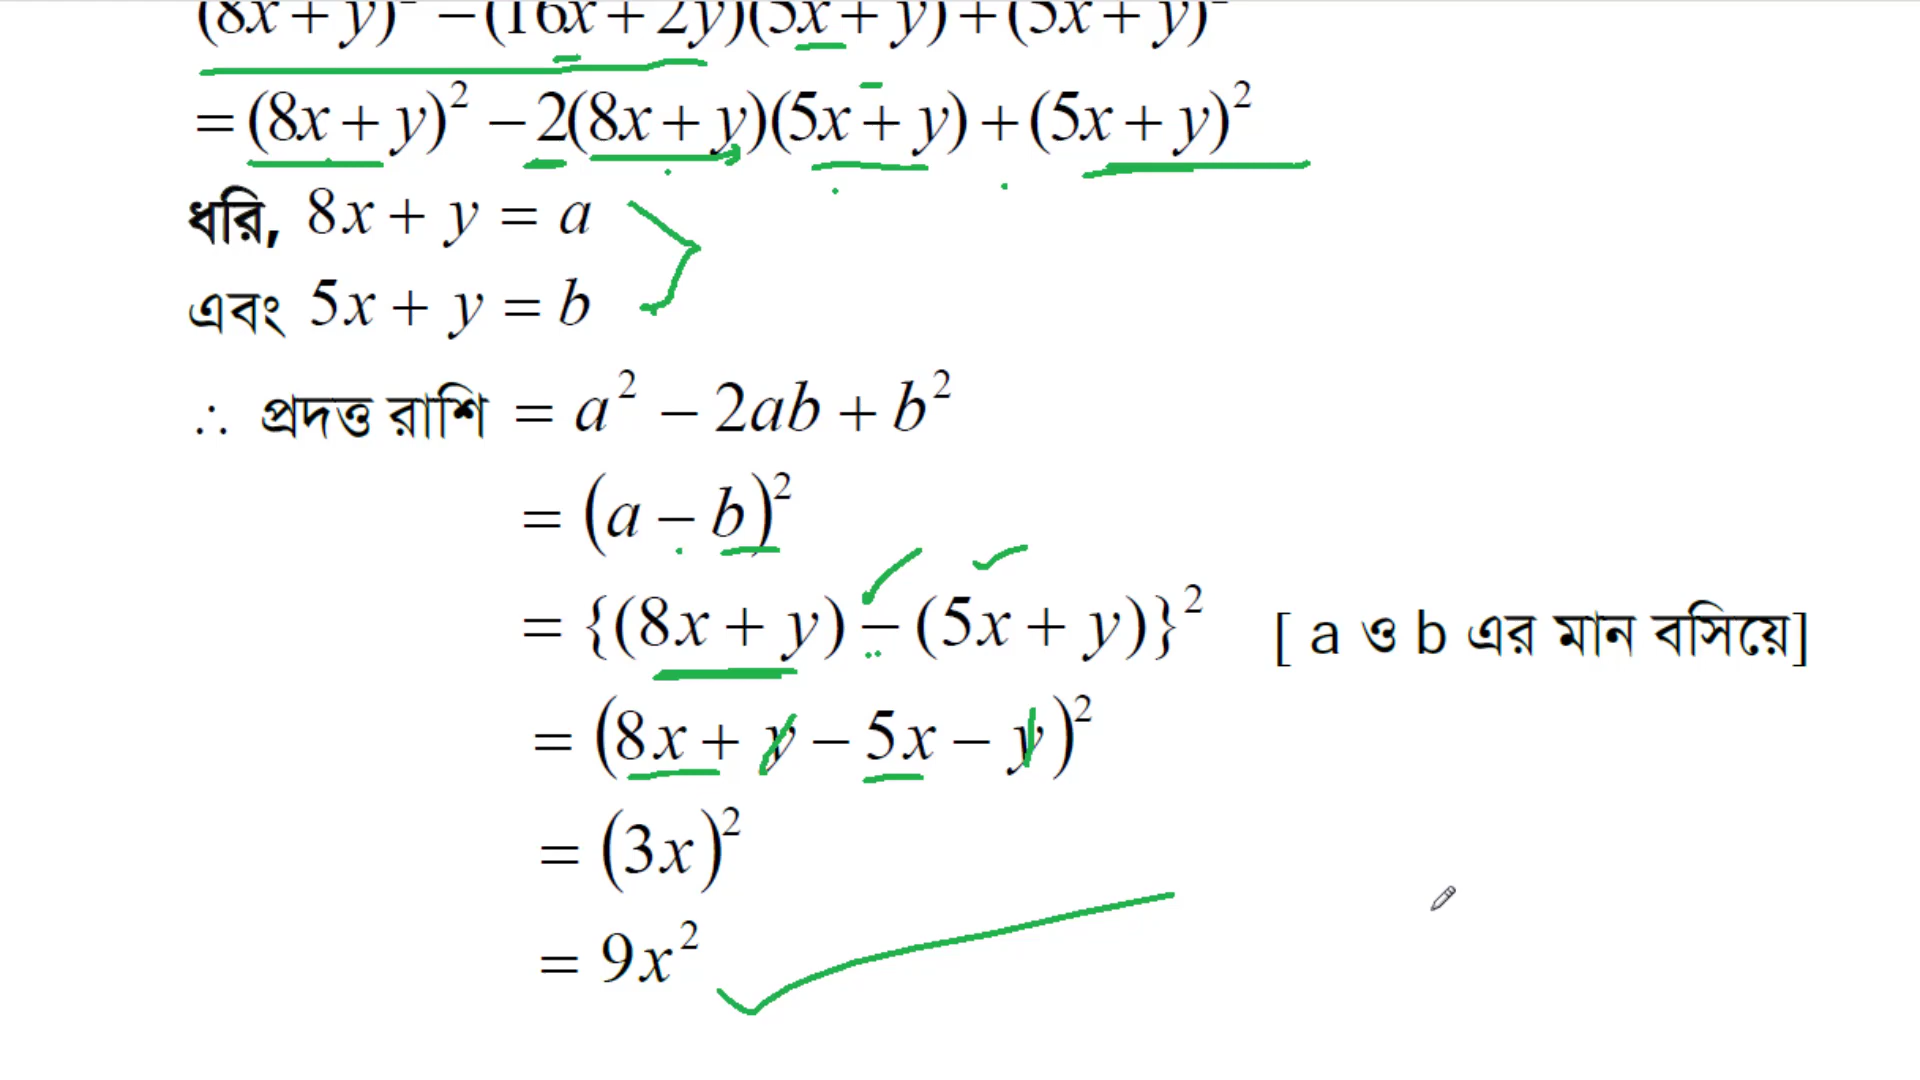 (8x + y)² − (16x + 2y)(5x + y) + (5x + y)²
= (8x + y)² − 2(8x + y)(5x + y) + (5x + y)²
ধরি, 8x + y = a
এবং 5x + y = b
∴ প্রদত্ত রাশি = a² − 2ab + b²
= (a − b)²
= {(8x + y) − (5x + y)}² [ a ও b এর মান বসিয়ে]
= (8x + y − 5x − y)²
= (3x)²
= 9x²